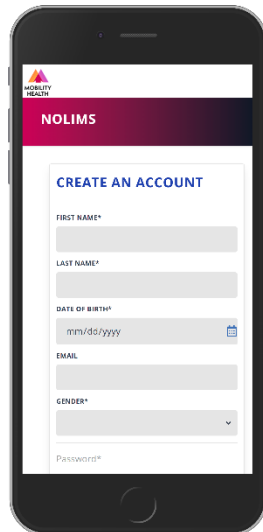 MOBILITY
HEALTH
NOLIMS
CREATE AN ACCOUNT
FIRST NAME*
LAST NAME*
DATE OF BIRTH*
mm/dd/yyyy
EMAIL
GENDER*
Password*